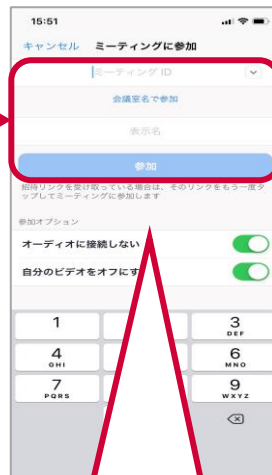 15:51
キャンセル ミーティングに参加
ミーティング ID
会議室名で参加
表示名
参加
招待リンクを受け取っている場合は、そのリンクをもう一度タ
ップしてミーティングに参加します
参加オプション
オーディオに接続しない
自分のビデオをオフにす
1 3
DEF
4 6
GHI MNO
7 9
PQRS WXYZ